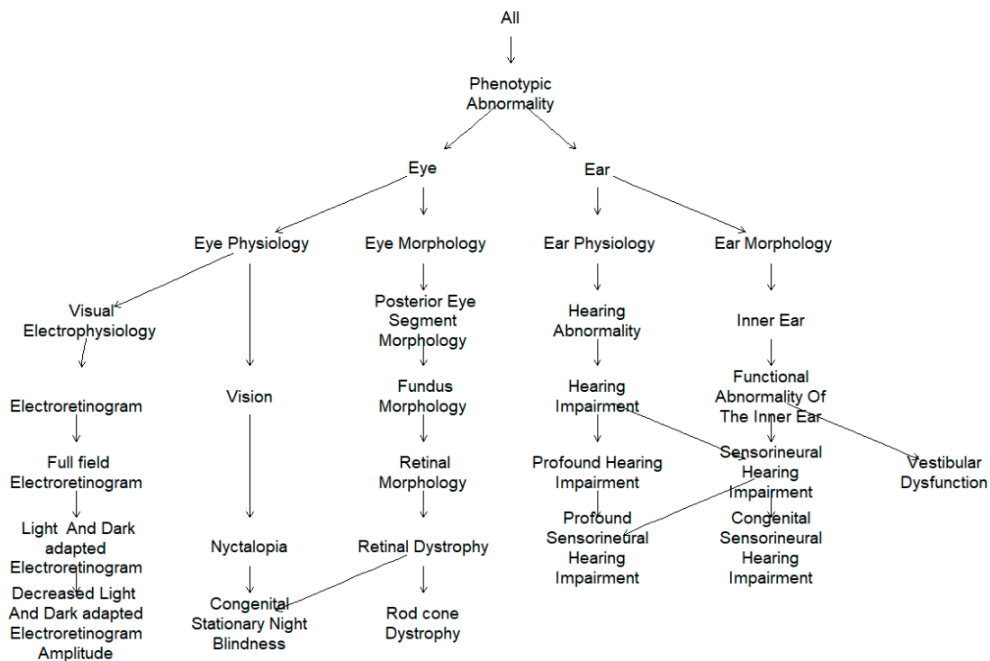 All
Phenotypic
Abnormality
Eye
Ear
Eye Physiology
Eye Morphology
Ear Physiology
Ear Morphology
Visual
Electrophysiology
Posterior Eye
Segment
Morphology
Hearing
Abnormality
Inner Ear
Electroretinogram
Vision
Fundus
Morphology
Hearing
Impairment
Functional
Abnormality Of
The Inner Ear
Full field
Electroretinogram
Retinal
Morphology
Profound Hearing
Impairment
Sensorineural
Hearing
Impairment
Vestibular
Dysfunction
Light And Dark
adapted
Electroretinogram
Nyctalopia
Retinal Dystrophy
Profound
Sensorineural
Hearing
Impairment
Congenital
Sensorineural
Hearing
Impairment
Decreased Light
And Dark adapted
Electroretinogram
Amplitude
Congenital
Stationary Night
Blindness
Rod cone
Dystrophy